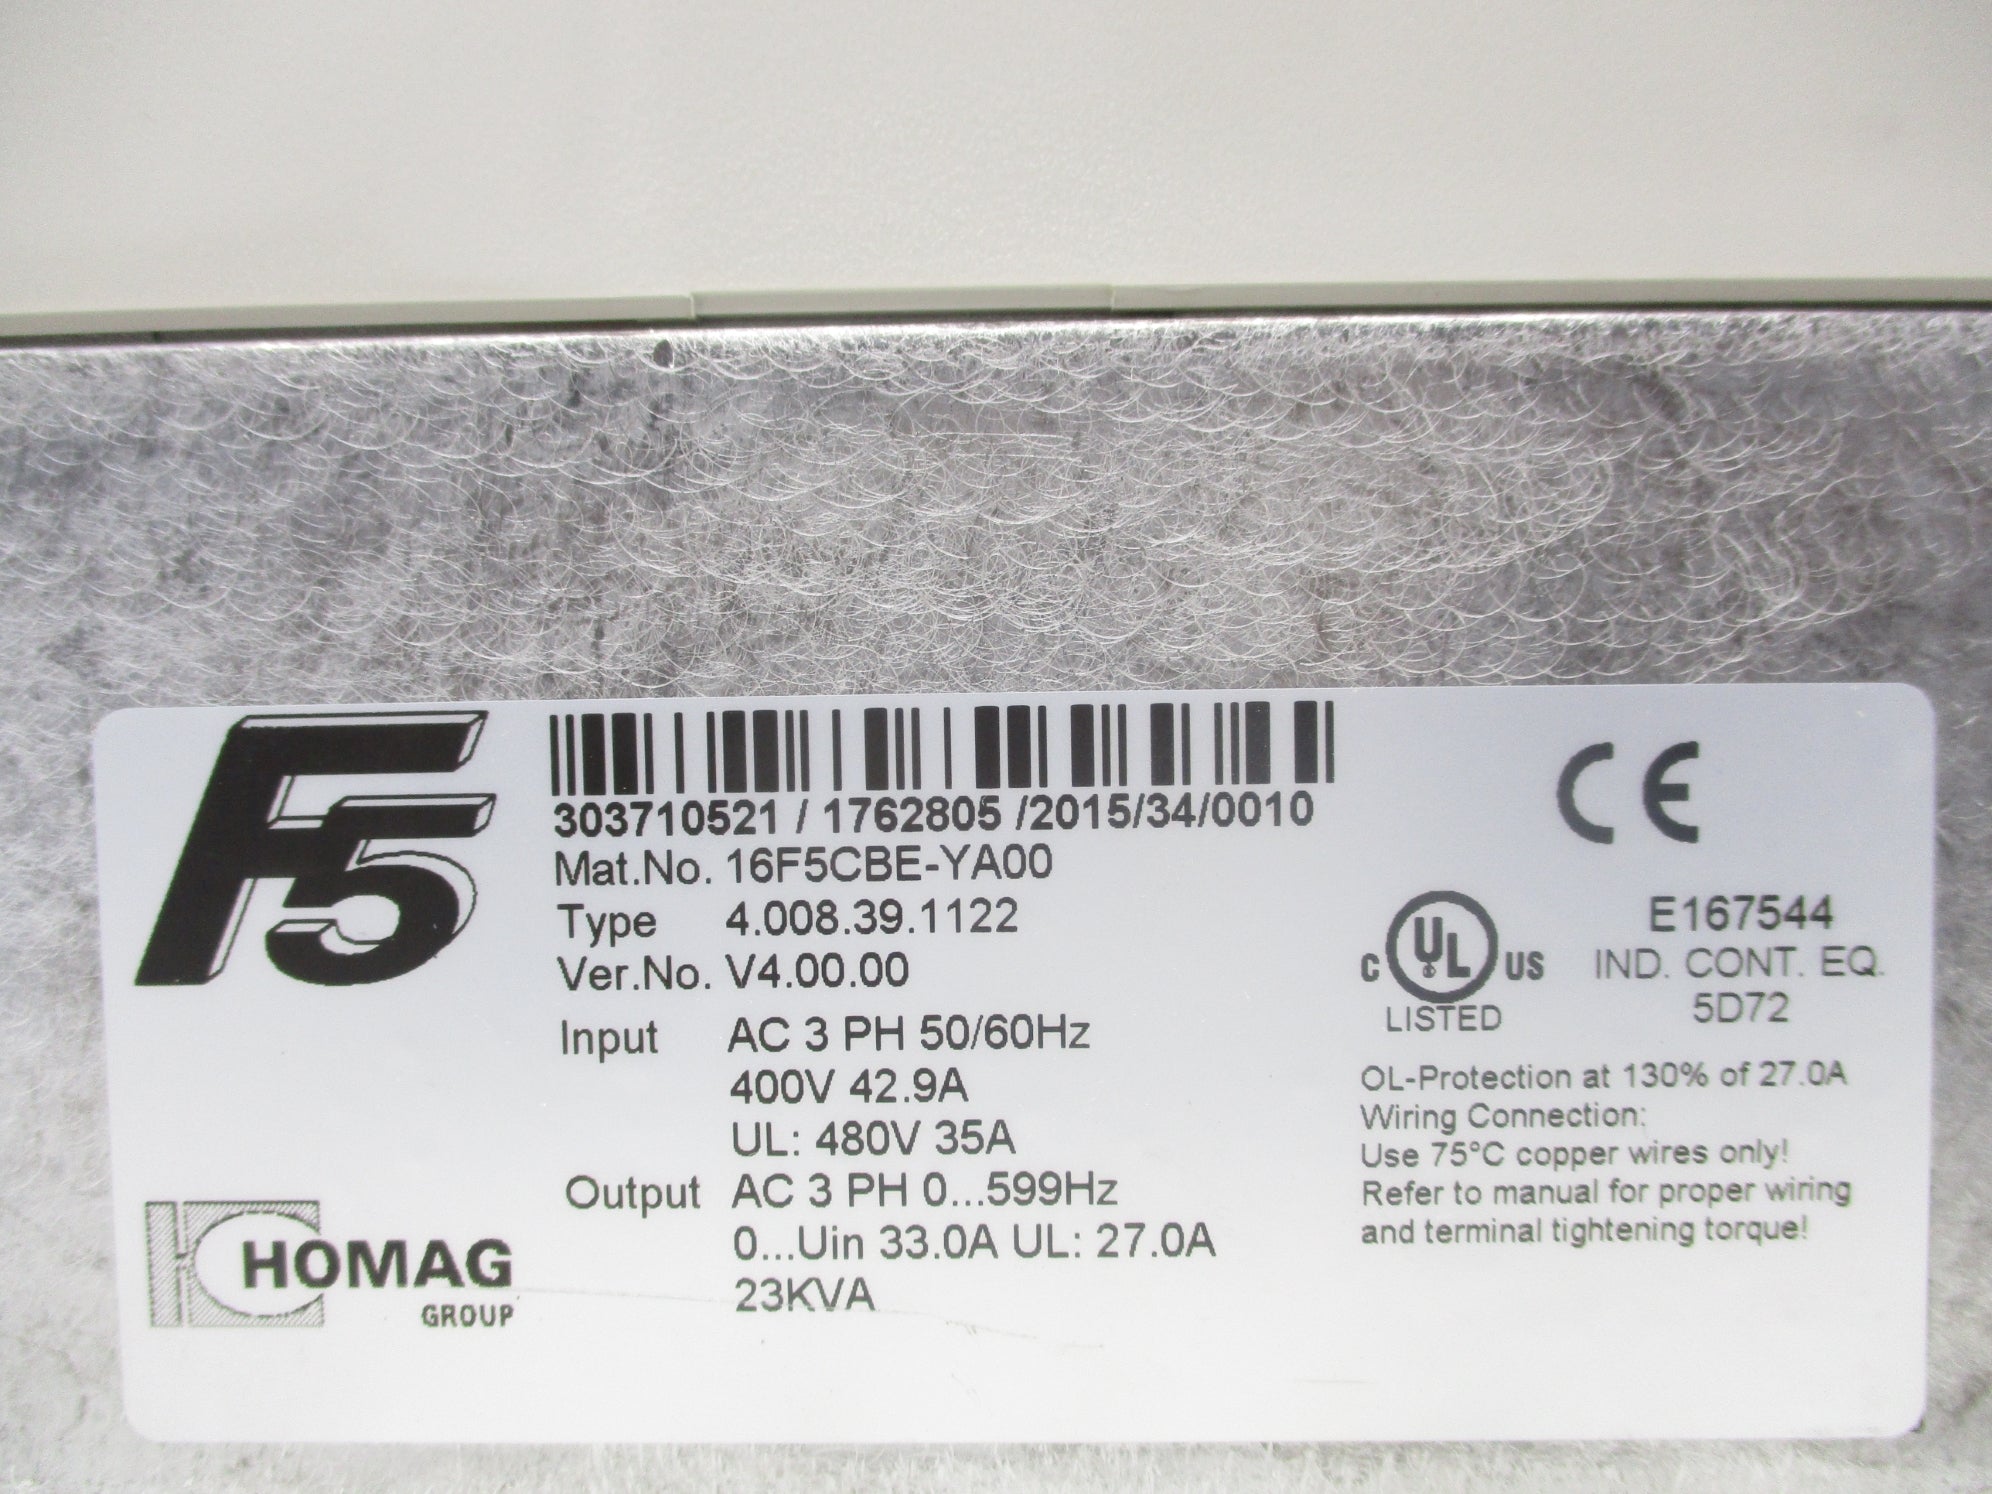 F5
303710521 / 1762805 /2015/34/0010
Mat.No. 16F5CBE-YA00
Type 4.008.39.1122
Ver.No. V4.00.00
Input AC 3 PH 50/60Hz
400V 42.9A
UL: 480V 35A
Output AC 3 PH 0...599Hz
0...Uin 33.0A UL: 27.0A
23KVA
HOMAG
GROUP
CE
C UL US
LISTED
E167544
IND. CONT. EQ.
5D72
OL-Protection at 130% of 27.0A
Wiring Connection:
Use 75°C copper wires only!
Refer to manual for proper wiring
and terminal tightening torque!